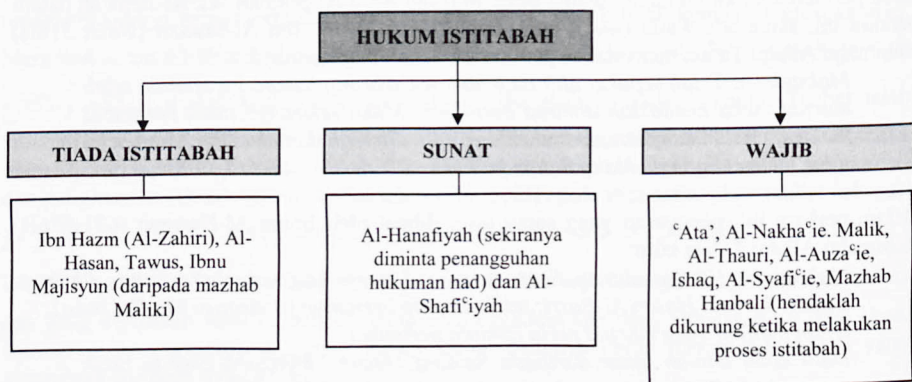 HUKUM ISTITABAH
TIADA ISTITABAH
SUNAT
WAJIB
Ibn Hazm (Al-Zahiri), Al-
Hasan, Tawus, Ibnu
Majisyun (daripada mazhab
Maliki)
Al-Hanafiyah (sekiranya
diminta penangguhan
hukuman had) dan Al-
Shafiᶜiyah
ᶜAta’, Al-Nakhaᶜie. Malik,
Al-Thauri, Al-Auzaᶜie,
Ishaq, Al-Syafiᶜie, Mazhab
Hanbali (hendaklah
dikurung ketika melakukan
proses istitabah)